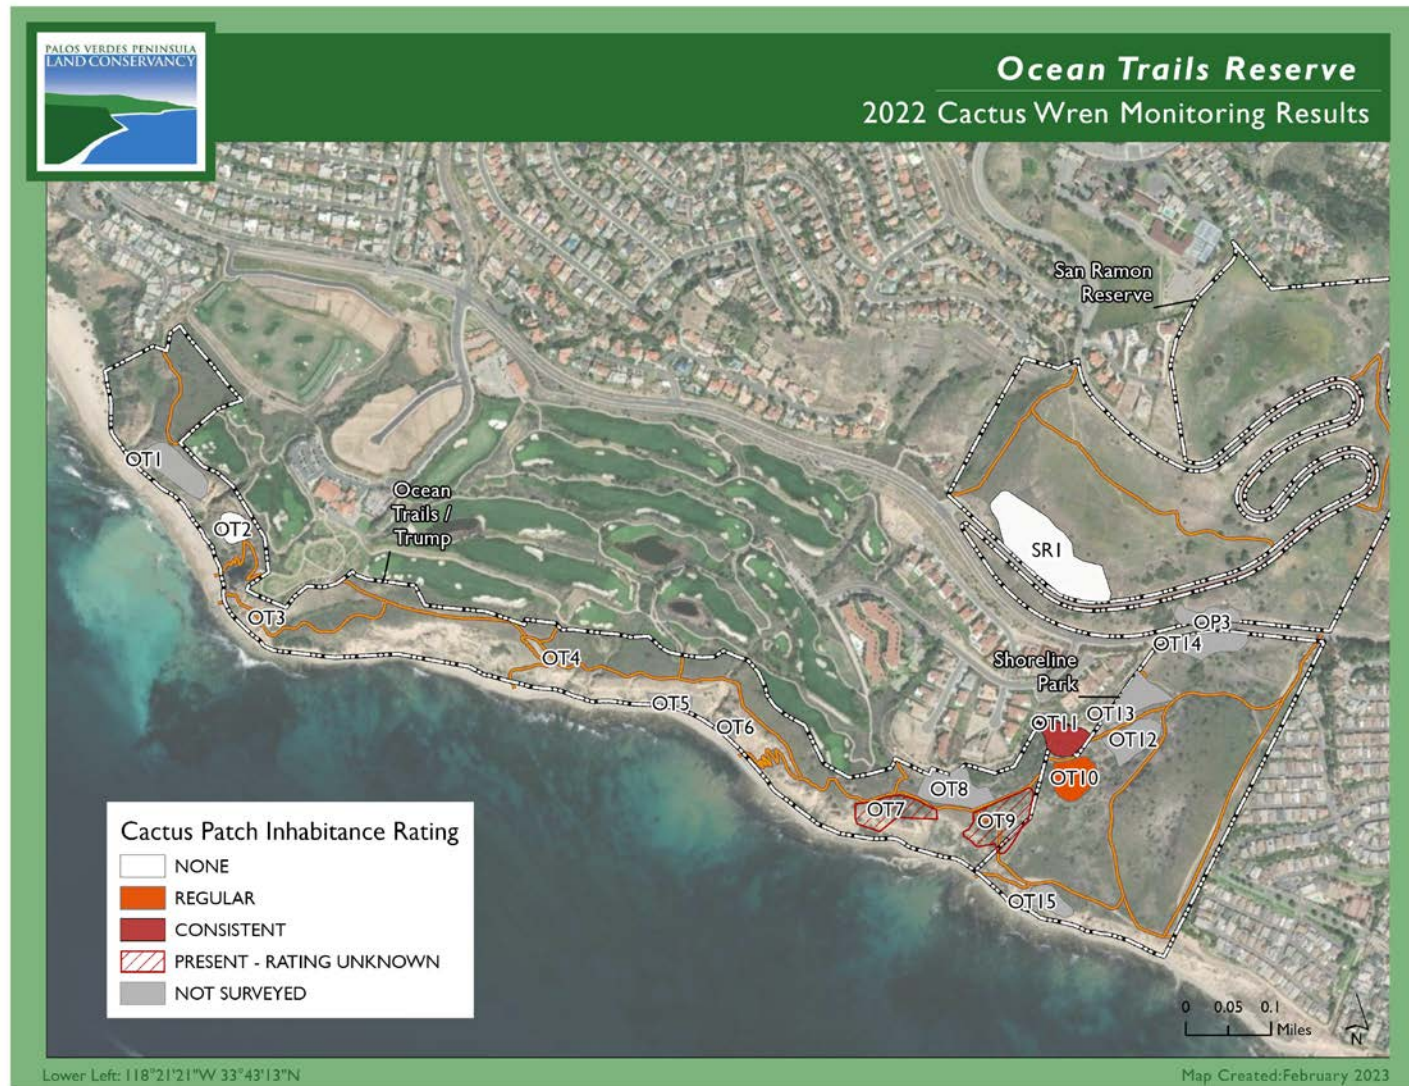 PALOS VERDES PENINSULA
LAND CONSERVANCY
Ocean Trails Reserve
2022 Cactus Wren Monitoring Results
San Ramon
Reserve
OT1
Ocean
Trails /
Trump
OT2
SR1
OT3
OP3
OT14
OT4
Shoreline
Park
OT5
OT13
OT6
OT11
OT12
OT10
OT8
OT7
OT9
OT15
Cactus Patch Inhabitance Rating
NONE
REGULAR
CONSISTENT
PRESENT - RATING UNKNOWN
NOT SURVEYED
0 0.05 0.1
Miles
N
Lower Left: 118°21'21"W 33°43'13"N
Map Created:February 2023